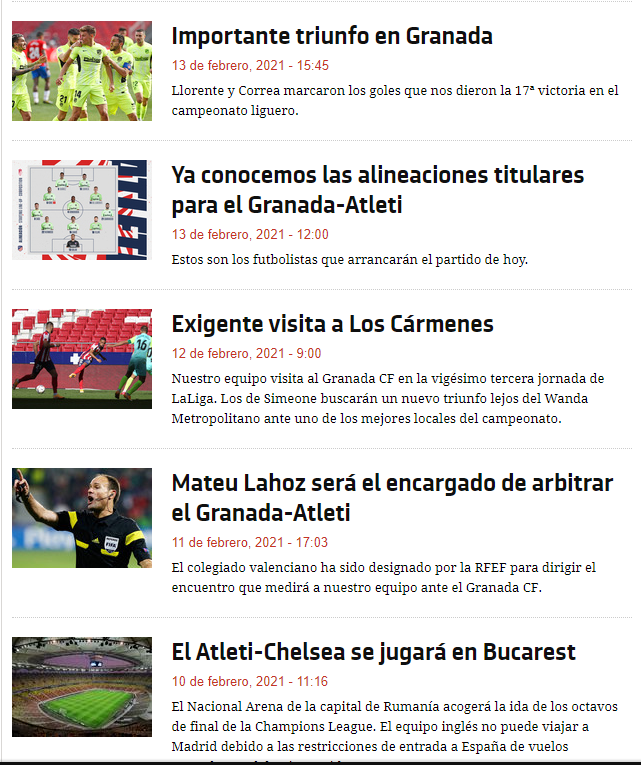 Importante triunfo en Granada
13 de febrero, 2021 - 15:45
Llorente y Correa marcaron los goles que nos dieron la 17ª victoria en el
campeonato liguero.
Ya conocemos las alineaciones titulares
para el Granada-Atleti
13 de febrero, 2021 - 12:00
Estos son los futbolistas que arrancarán el partido de hoy.
Exigente visita a Los Cármenes
12 de febrero, 2021 - 9:00
Nuestro equipo visita al Granada CF en la vigésimo tercera jornada de
LaLiga. Los de Simeone buscarán un nuevo triunfo lejos del Wanda
Metropolitano ante uno de los mejores locales del campeonato.
Mateu Lahoz será el encargado de arbitrar
el Granada-Atleti
11 de febrero, 2021 - 17:03
El colegiado valenciano ha sido designado por la RFEF para dirigir el
encuentro que medirá a nuestro equipo ante el Granada CF.
El Atleti-Chelsea se jugará en Bucarest
10 de febrero, 2021 - 11:16
El National Arena de la capital de Rumanía acogerá la ida de los octavos
de final de la Champions League. El equipo inglés no puede viajar a
Madrid debido a las restricciones de entrada a España de vuelos